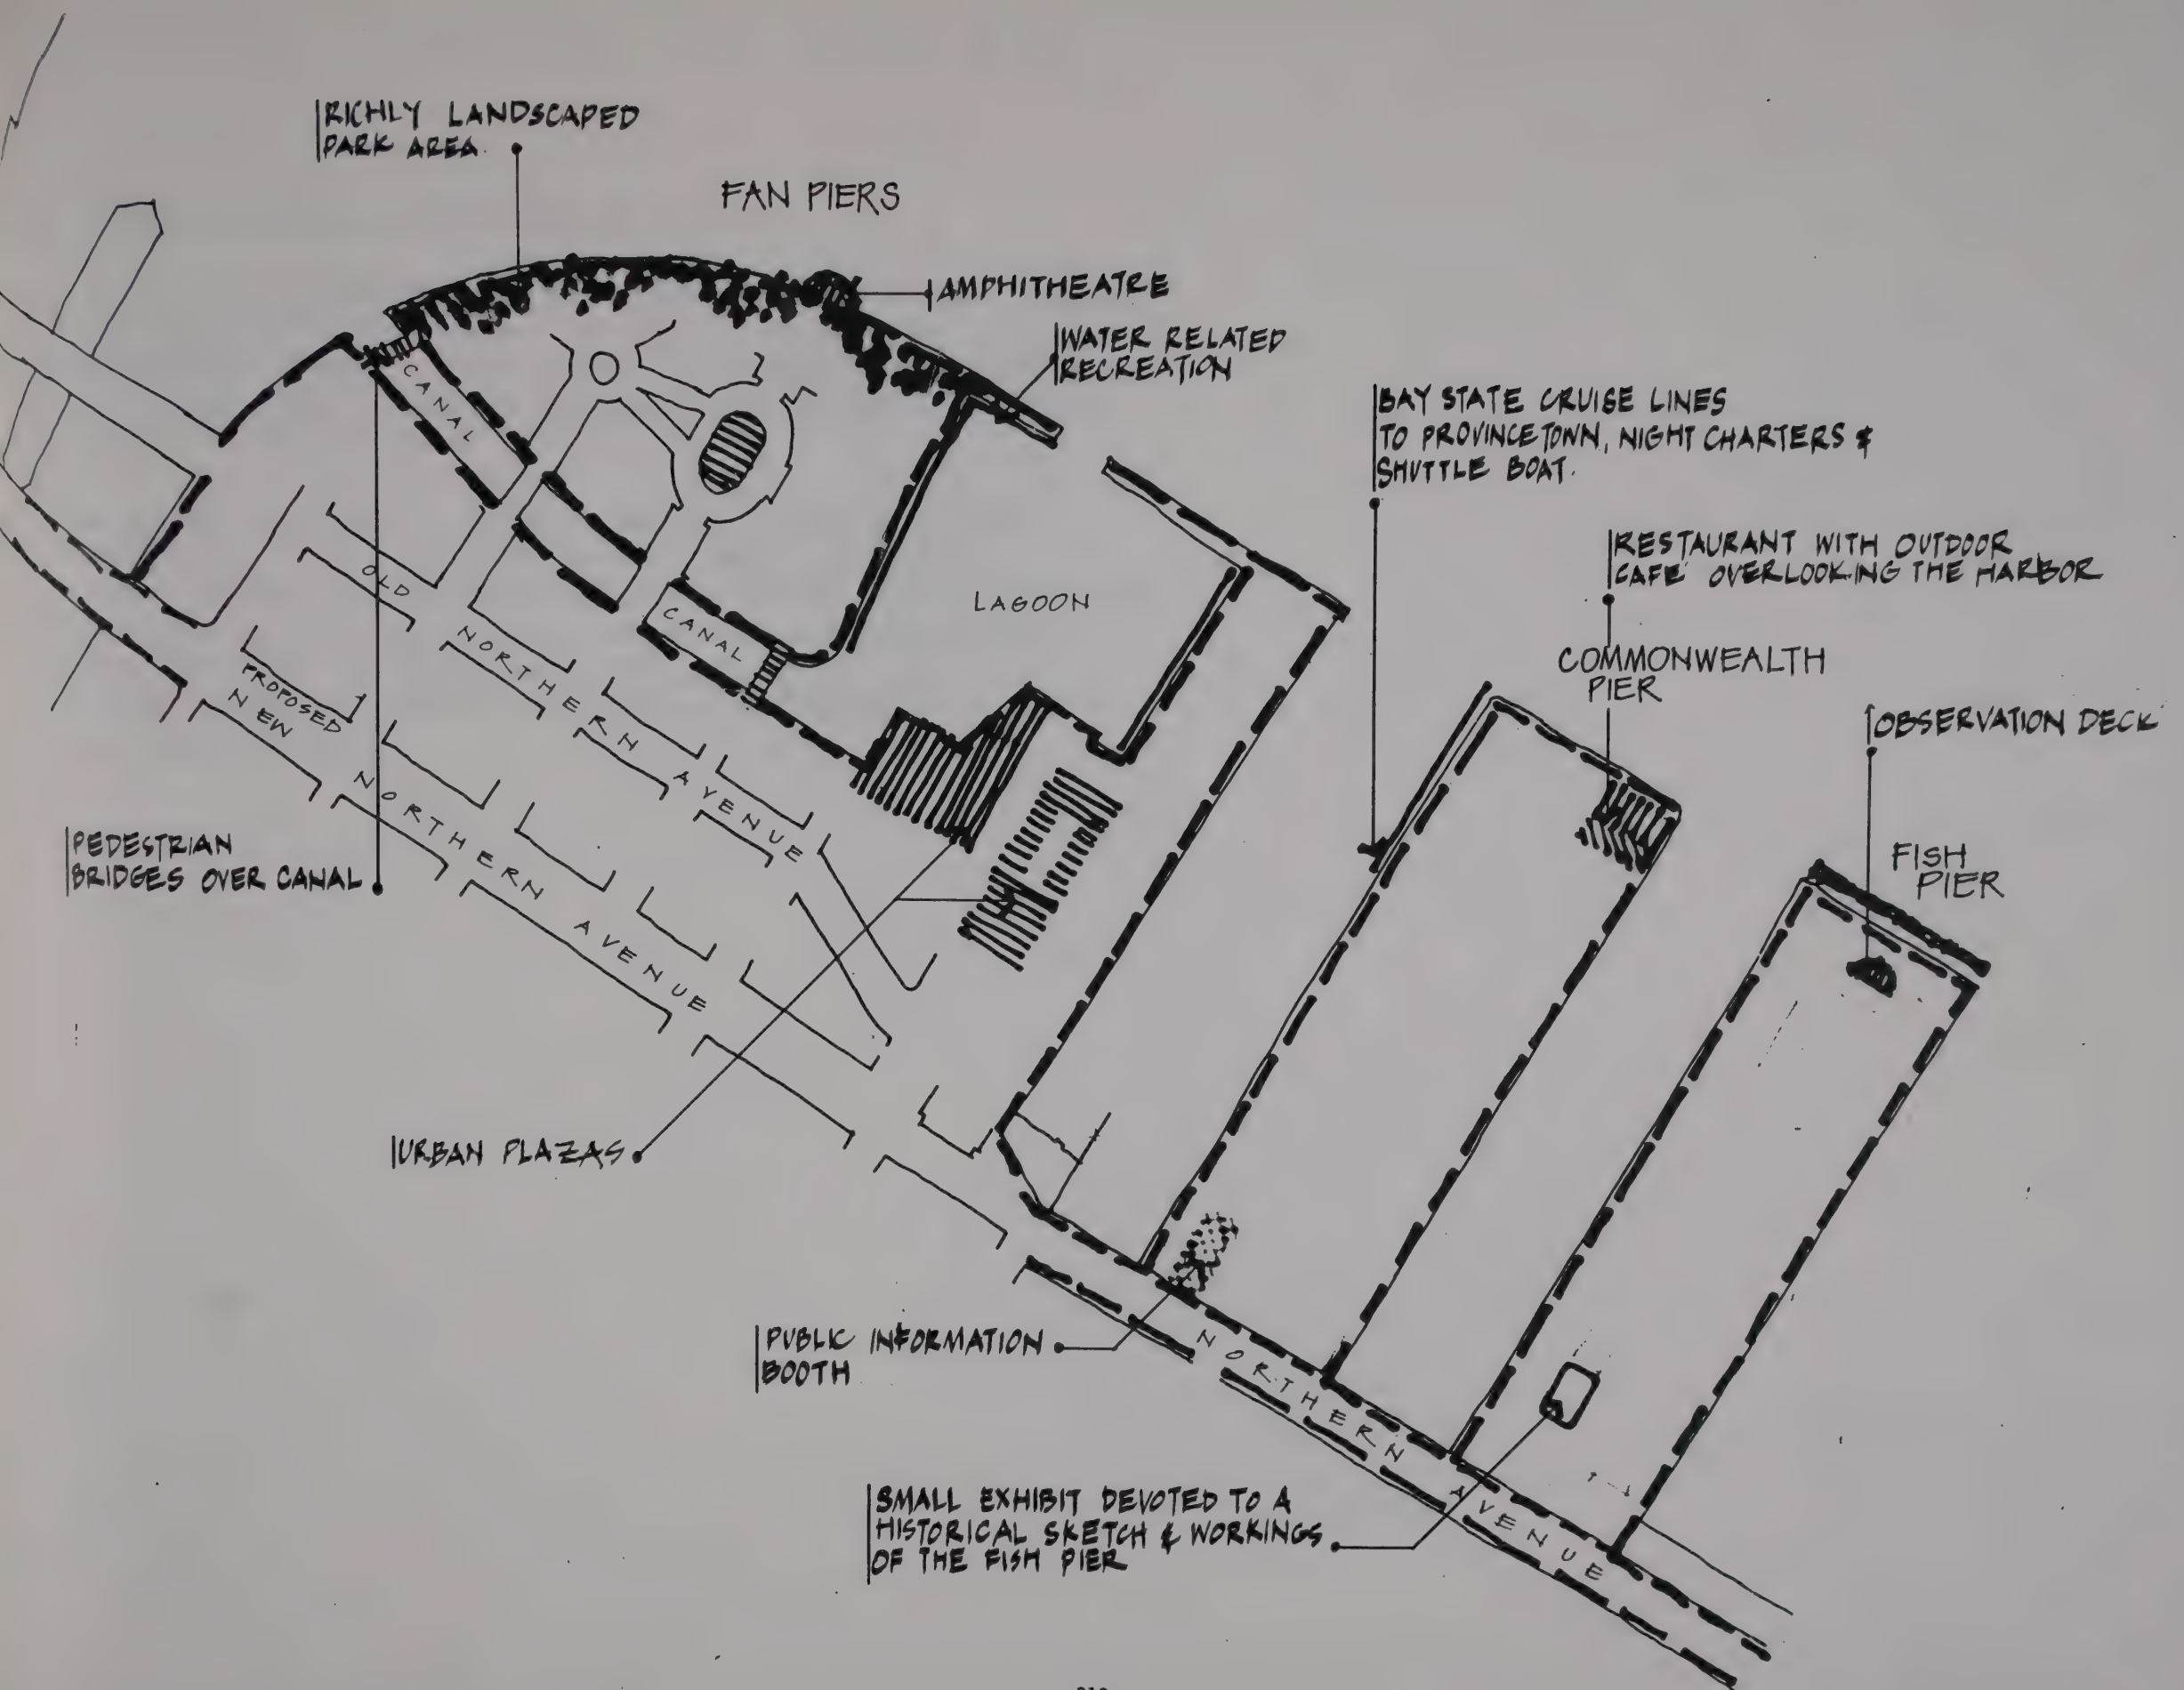 RICHLY LANDSCAPED
PARK AREA
FAN PIERS
AMPHITHEATRE
WATER RELATED
RECREATION
BAY STATE CRUISE LINES
TO PROVINCETOWN, NIGHT CHARTERS &
SHUTTLE BOAT.
RESTAURANT WITH OUTDOOR
CAFE' OVERLOOKING THE HARBOR
COMMONWEALTH
PIER
OBSERVATION DECK
FISH
PIER
CANAL
LAGOON
CANAL
OLD
NORTHERN AVENUE
PROPOSED
NEW
NORTHERN AVENUE
PEDESTRIAN
BRIDGES OVER CANAL
URBAN PLAZAS
PUBLIC INFORMATION
BOOTH
NORTHERN AVENUE
SMALL EXHIBIT DEVOTED TO A
HISTORICAL SKETCH & WORKINGS
OF THE FISH PIER